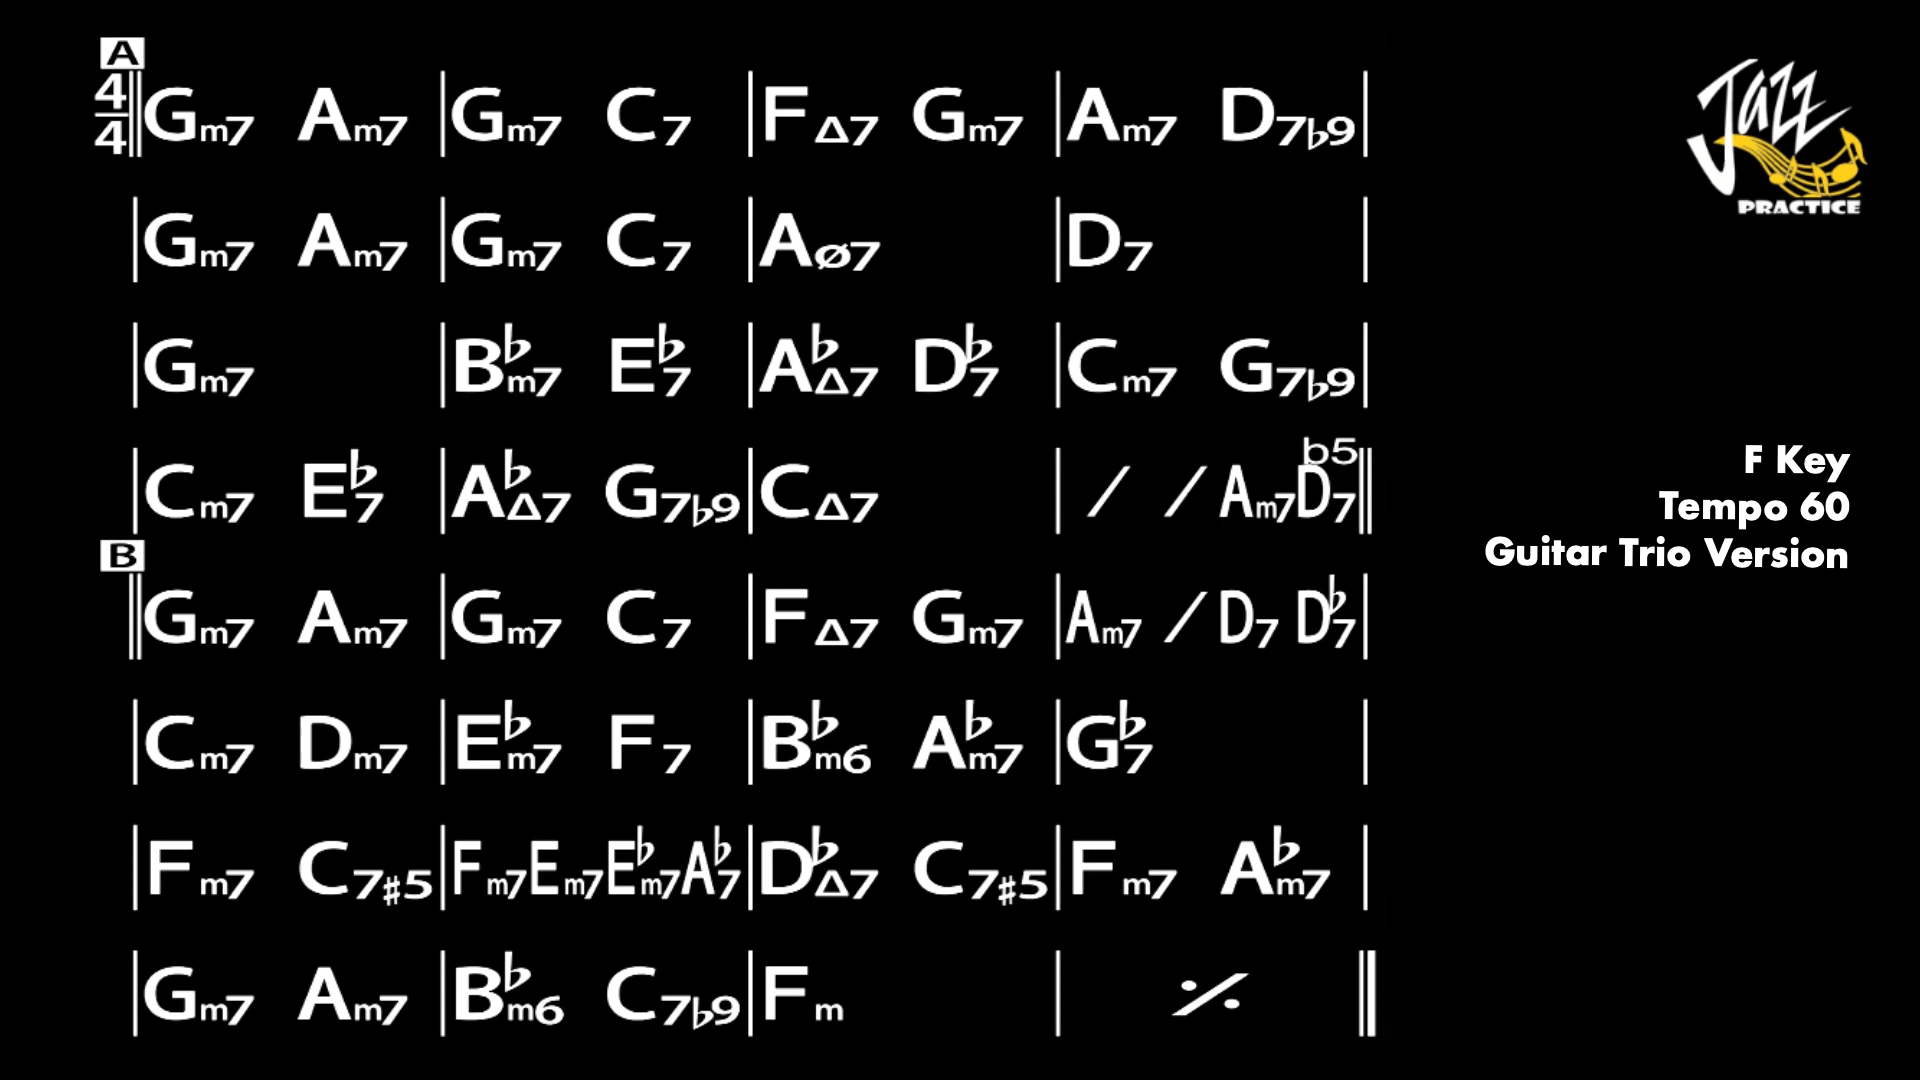 A
4/4 Gm7 Am7 | Gm7 C7 | FΔ7 Gm7 | Am7 D7♭9 |
| Gm7 Am7 | Gm7 C7 | Aø7 | D7 |
| Gm7 | B♭m7 E♭7 | A♭Δ7 D♭7 | Cm7 G7♭9 |
| Cm7 E♭7 | A♭Δ7 G7♭9 | CΔ7 | / / Am7b5 D7 ||
B
|| Gm7 Am7 | Gm7 C7 | FΔ7 Gm7 | Am7 / D7 D♭7 |
| Cm7 Dm7 | E♭m7 F7 | B♭m6 A♭m7 | G♭7 |
| Fm7 C7♯5 | Fm7 Em7 E♭m7 A♭7 | D♭Δ7 C7♯5 | Fm7 A♭m7 |
| Gm7 Am7 | B♭m6 C7♭9 | Fm | 𝄎 ||
Jazz
PRACTICE
F Key
Tempo 60
Guitar Trio Version